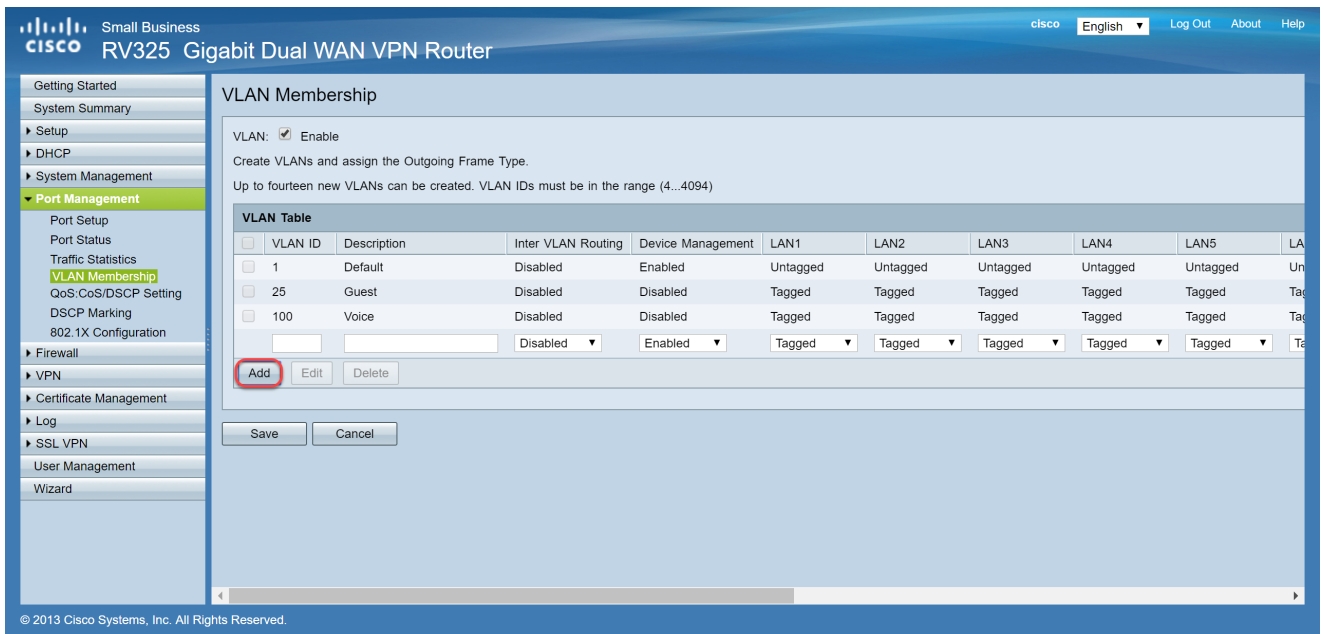 CISCO Small Business
RV325 Gigabit Dual WAN VPN Router
cisco English Log Out About Help
Getting Started
System Summary
Setup
DHCP
System Management
Port Management
Port Setup
Port Status
Traffic Statistics
VLAN Membership
QoS:CoS/DSCP Setting
DSCP Marking
802.1X Configuration
Firewall
VPN
Certificate Management
Log
SSL VPN
User Management
Wizard
VLAN Membership
VLAN: Enable
Create VLANs and assign the Outgoing Frame Type.
Up to fourteen new VLANs can be created. VLAN IDs must be in the range (4...4094)
VLAN Table
VLAN ID Description Inter VLAN Routing Device Management LAN1 LAN2 LAN3 LAN4 LAN5 LA
1 Default Disabled Enabled Untagged Untagged Untagged Untagged Untagged Un
25 Guest Disabled Disabled Tagged Tagged Tagged Tagged Tagged Tag
100 Voice Disabled Disabled Tagged Tagged Tagged Tagged Tagged Tag
Disabled Enabled Tagged Tagged Tagged Tagged Tagged Ta
Add Edit Delete
Save Cancel
© 2013 Cisco Systems, Inc. All Rights Reserved.